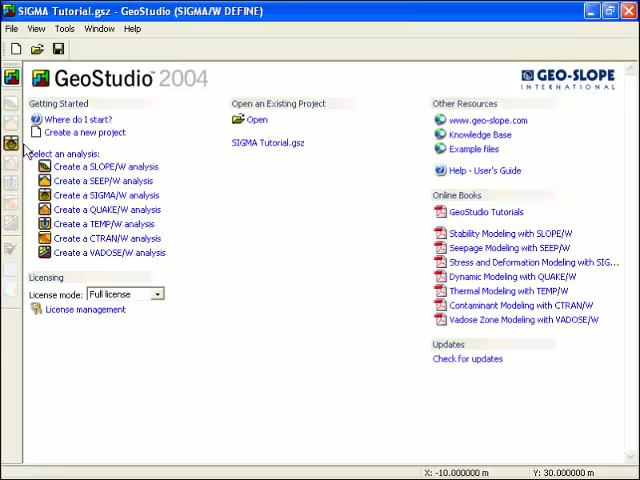 SIGMA Tutorial.gsz - GeoStudio (SIGMA/W DEFINE)
File View Tools Window Help
GeoStudio™ 2004
GEO-SLOPE
INTERNATIONAL
Getting Started
Where do I start?
Create a new project
Select an analysis:
Create a SLOPE/W analysis
Create a SEEP/W analysis
Create a SIGMA/W analysis
Create a QUAKE/W analysis
Create a TEMP/W analysis
Create a CTRAN/W analysis
Create a VADOSE/W analysis
Licensing
License mode: Full license
License management
Open an Existing Project
Open
SIGMA Tutorial.gsz
Other Resources
www.geo-slope.com
Knowledge Base
Example files
Help - User's Guide
Online Books
GeoStudio Tutorials
Stability Modeling with SLOPE/W
Seepage Modeling with SEEP/W
Stress and Deformation Modeling with SIG...
Dynamic Modeling with QUAKE/W
Thermal Modeling with TEMP/W
Contaminant Modeling with CTRAN/W
Vadose Zone Modeling with VADOSE/W
Updates
Check for updates
X: -10.000000 m Y: 30.000000 m